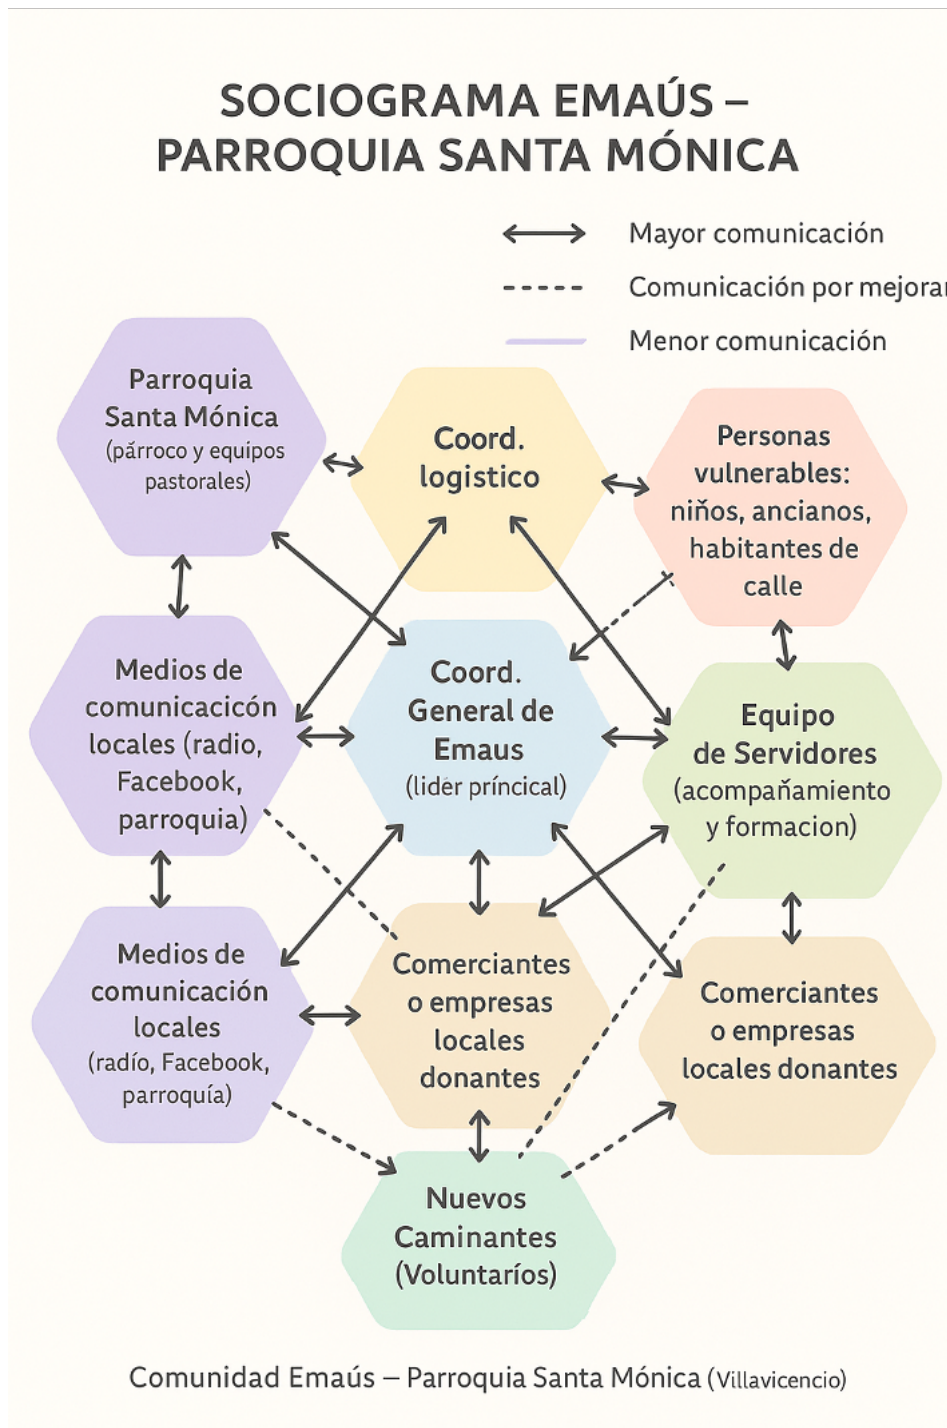 SOCIOGRAMA EMAÚS –
PARROQUIA SANTA MÓNICA
Mayor comunicación
Comunicación por mejorar
Menor comunicación
Parroquia
Santa Mónica
(párroco y equipos
pastorales)
Coord.
logistico
Personas
vulnerables:
niños, ancianos,
habitantes de
calle
Medios de
comunicacicón
locales (radio,
Facebook,
parroquia)
Coord.
General de
Emaus
(lider príncical)
Equipo
de Servidores
(acompañamiento
y formacion)
Medios de
comunicación
locales
(radío, Facebook,
parroquía)
Comerciantes
o empresas
locales
donantes
Comerciantes
o empresas
locales donantes
Nuevos
Caminantes
(Voluntaríos)
Comunidad Emaús – Parroquia Santa Mónica (Villavicencio)